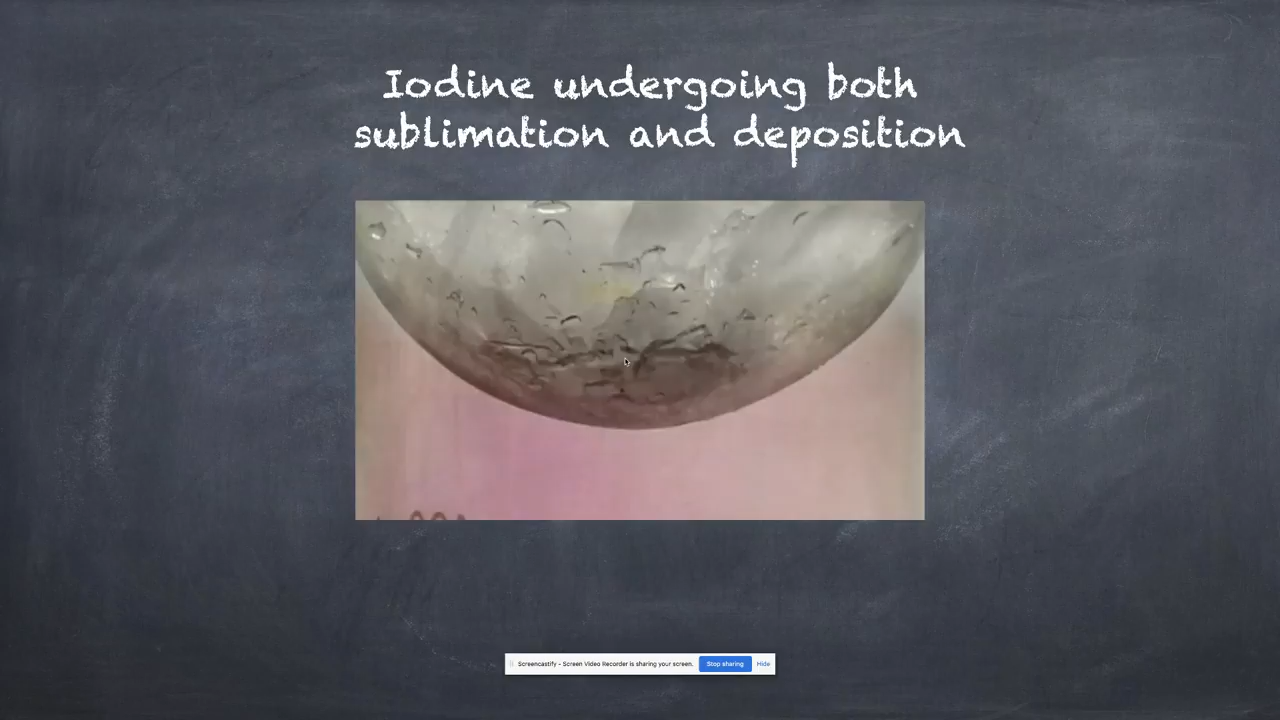 Iodine undergoing both
sublimation and deposition
Screencastify - Screen Video Recorder is sharing your screen. Stop sharing Hide